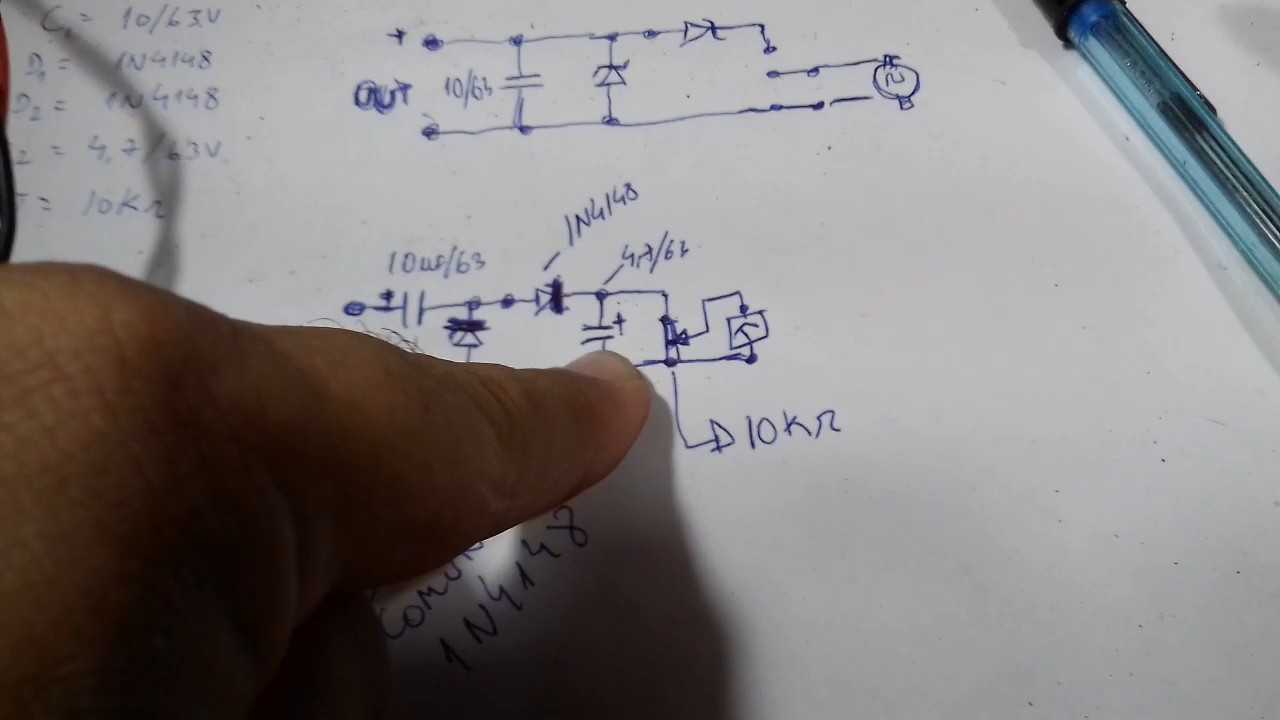 C₁ = 10/63V
D₁ = 1N4148
D₂ = 1N4148
= 4,7/63V
= 10KΩ
+
OUT
10/63
1N4148
10uf/63
4,7/63
+
+
10KΩ
1N4148